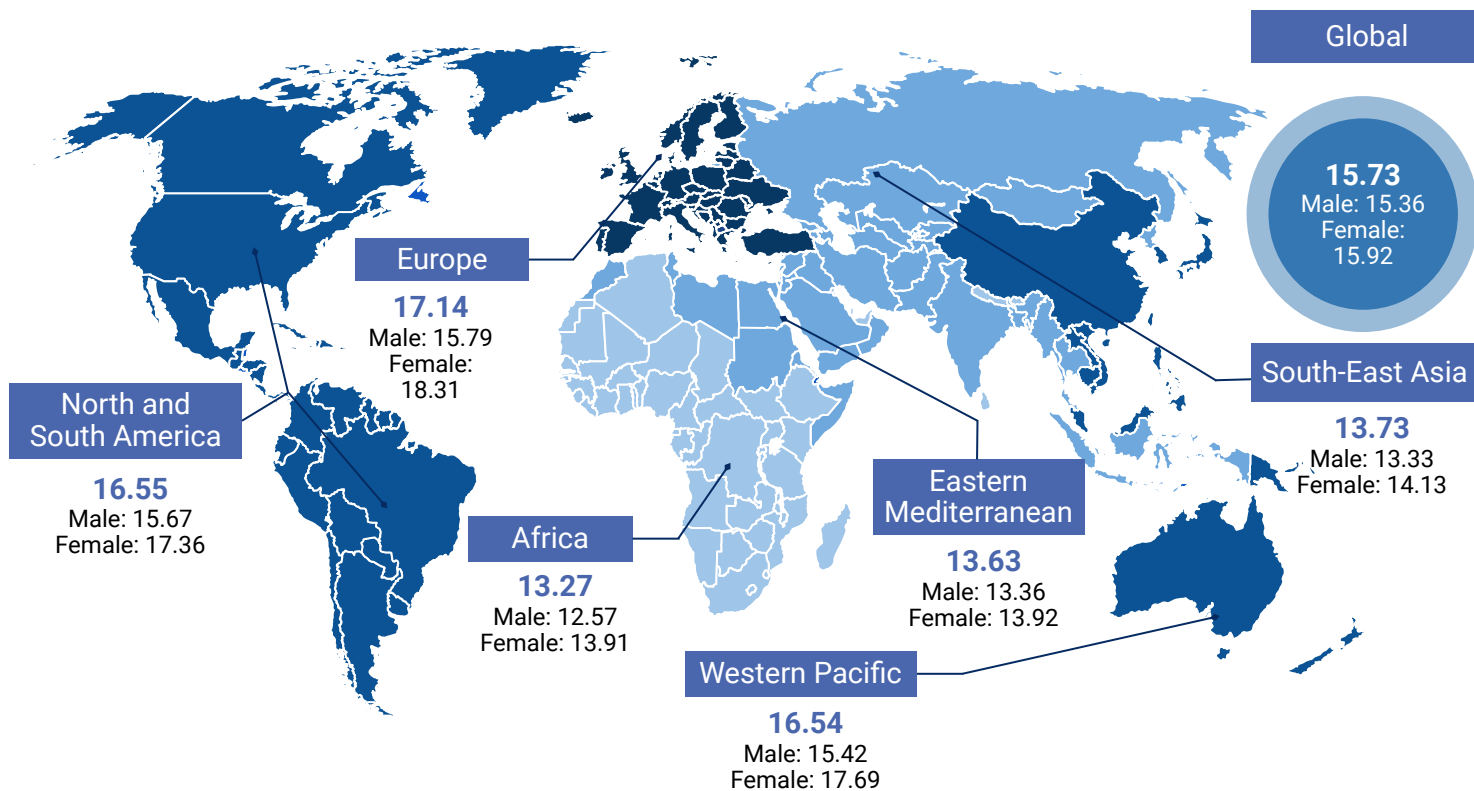 Global
15.73
Male: 15.36
Female:
15.92
Europe
17.14
Male: 15.79
Female:
18.31
North and
South America
16.55
Male: 15.67
Female: 17.36
Africa
13.27
Male: 12.57
Female: 13.91
Eastern
Mediterranean
13.63
Male: 13.36
Female: 13.92
South-East Asia
13.73
Male: 13.33
Female: 14.13
Western Pacific
16.54
Male: 15.42
Female: 17.69